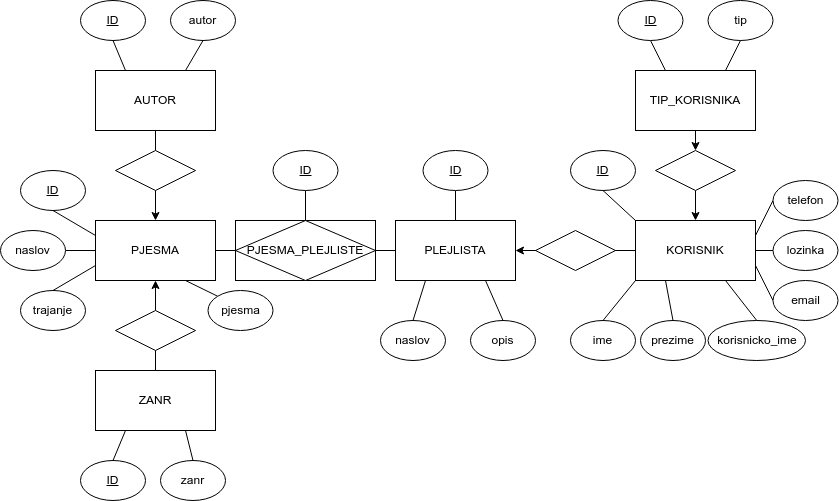 ID
autor
ID
tip
AUTOR
TIP_KORISNIKA
ID
ID
ID
ID
telefon
naslov
PJESMA
PJESMA_PLEJLISTE
PLEJLISTA
KORISNIK
lozinka
trajanje
pjesma
email
naslov
opis
ime
prezime
korisnicko_ime
ZANR
ID
zanr